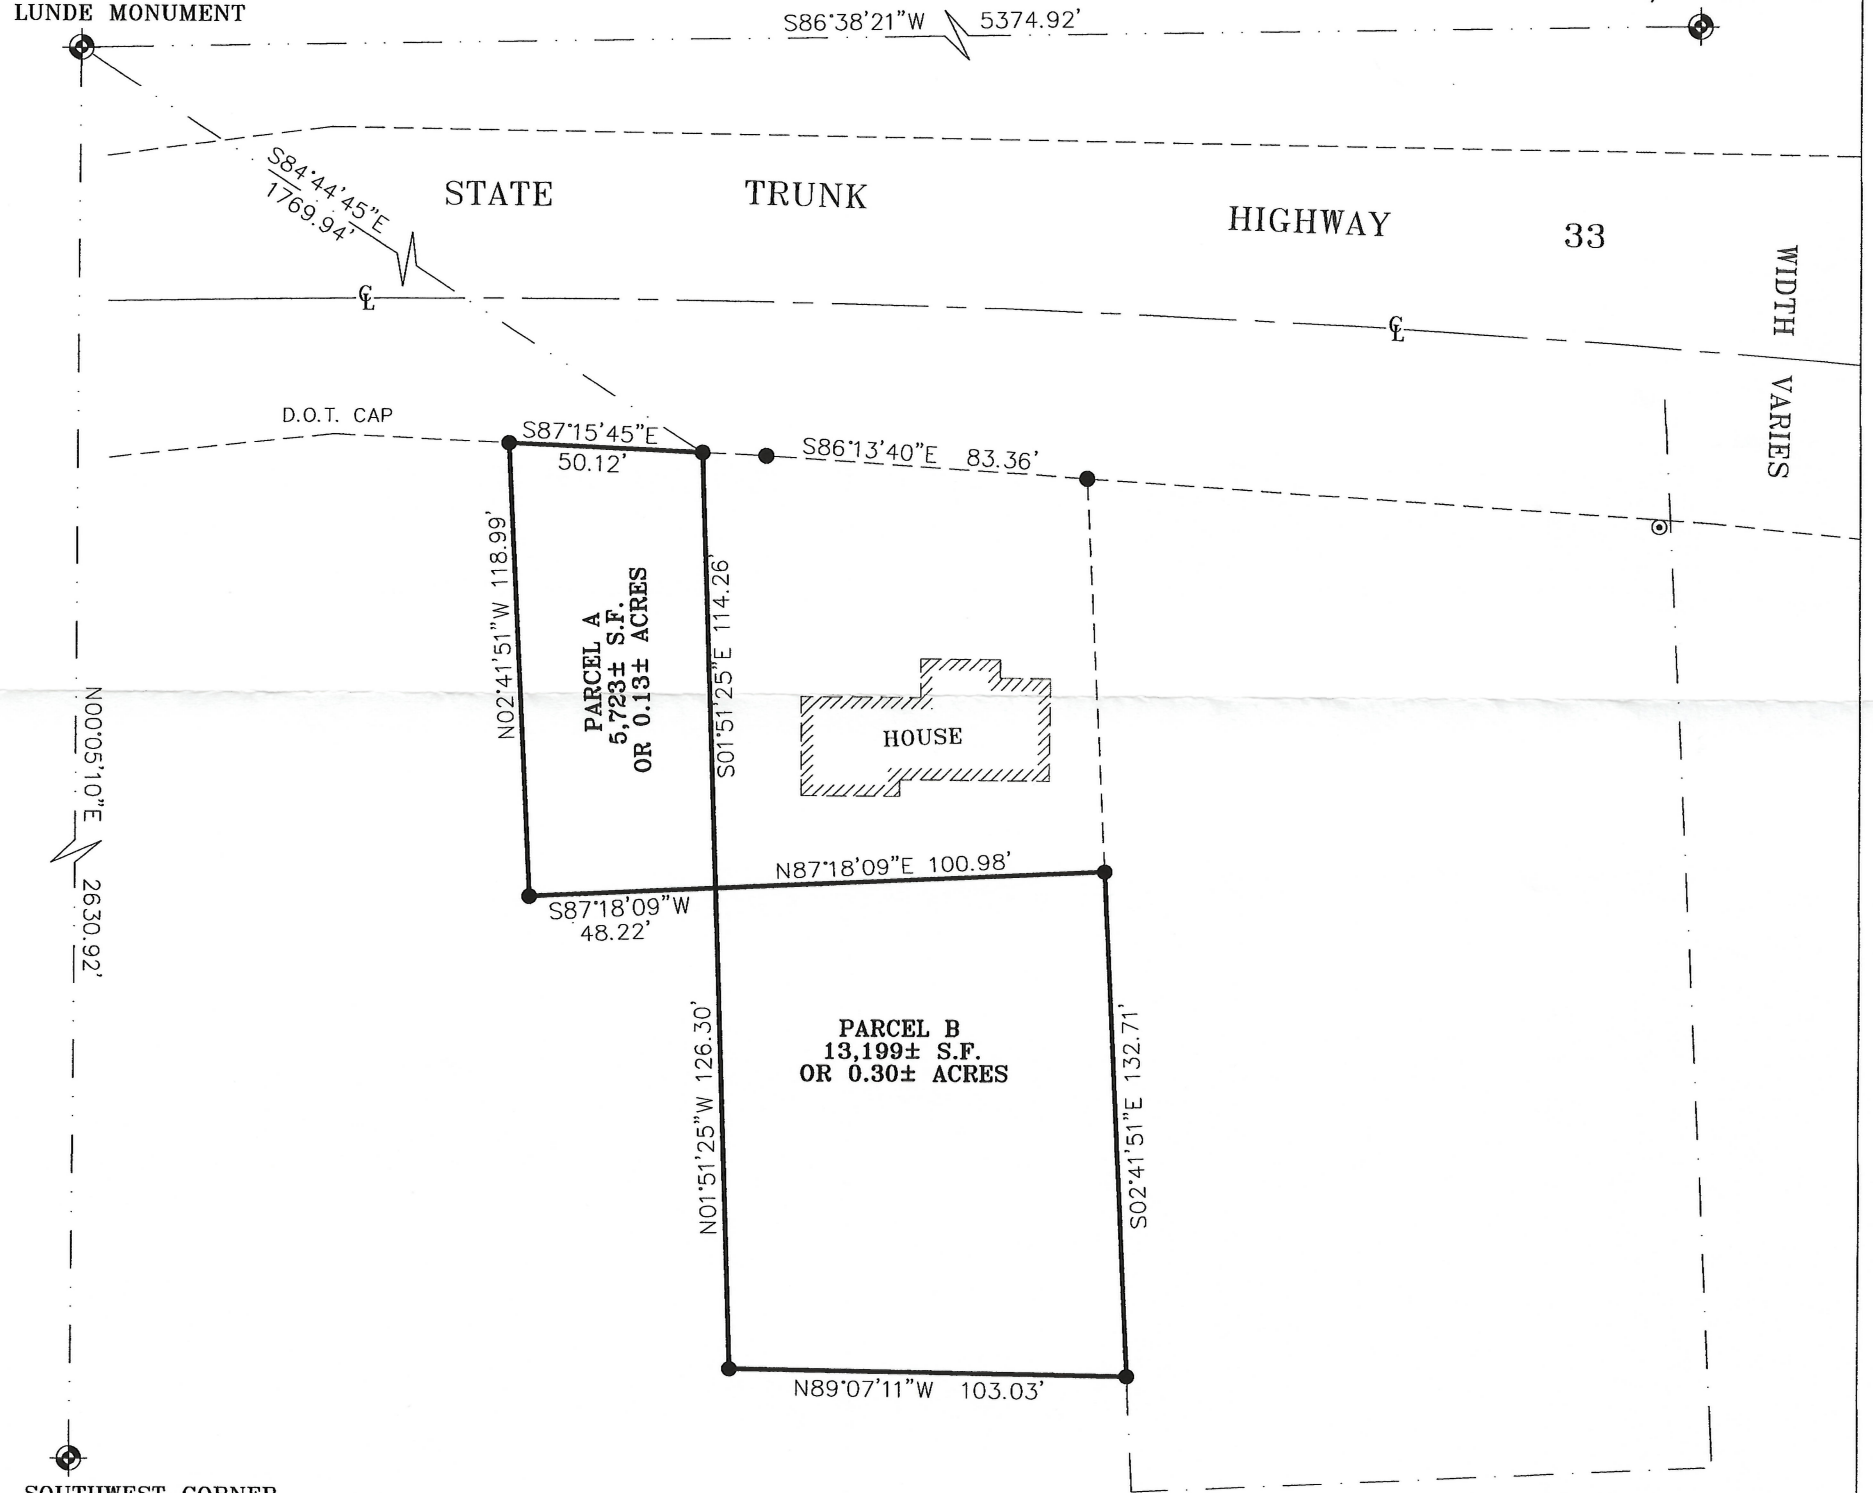 LUNDE MONUMENT
S86°38'21"W 5374.92'
S84°44'45"E
1769.94'
STATE TRUNK HIGHWAY 33
WIDTH VARIES
℄
℄
D.O.T. CAP
S87°15'45"E
50.12'
S86°13'40"E 83.36'
N02°41'51"W 118.99'
PARCEL A
5,723± S.F.
OR 0.13± ACRES
S01°51'25"E 114.26'
HOUSE
N00°05'10"E 2630.92'
N87°18'09"E 100.98'
S87°18'09"W
48.22'
N01°51'25"W 126.30'
PARCEL B
13,199± S.F.
OR 0.30± ACRES
S02°41'51"E 132.71'
N89°07'11"W 103.03'
SOUTHWEST CORNER